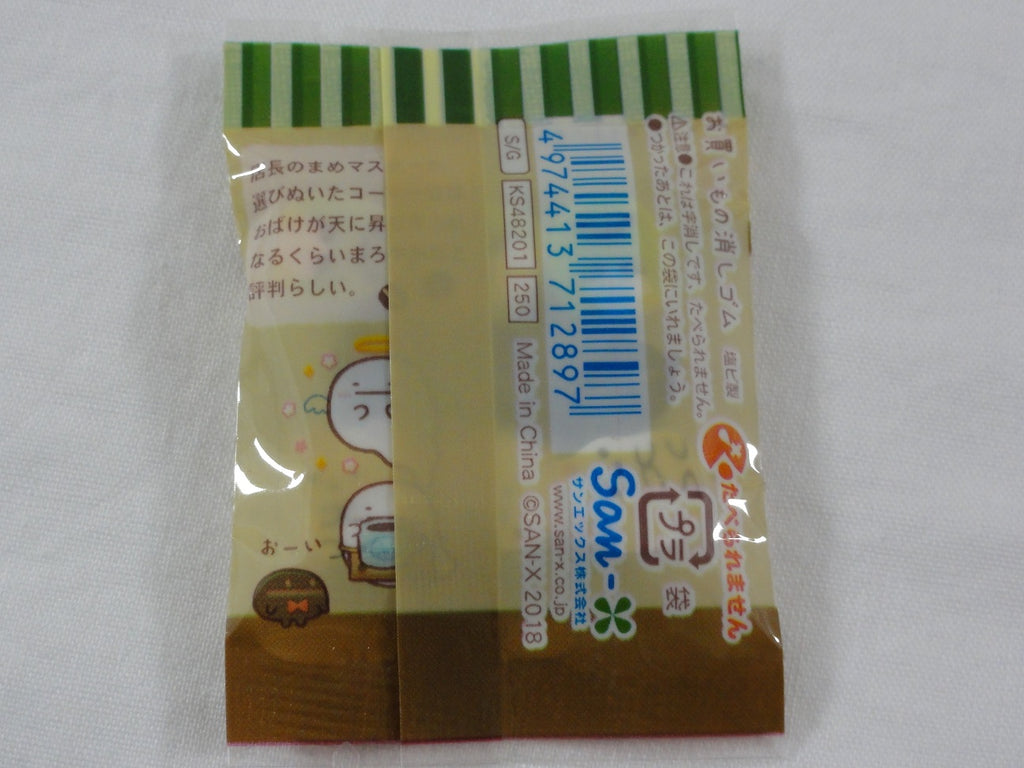 店長のまめマス
選びぬいたコー
おばけが天に昇
なるくらいまろ
評判らしい。
おーい
お買いもの消しゴム 塩ビ製
⚠注意●これは字消しです。たべられません。
●つかったあとは、この袋にいれましょう。
たべられません
プラ 袋
4 974413 712897
San-X
サンエックス株式会社
www.san-x.co.jp
S/G KS48201 250 Made in China ©SAN-X 2018